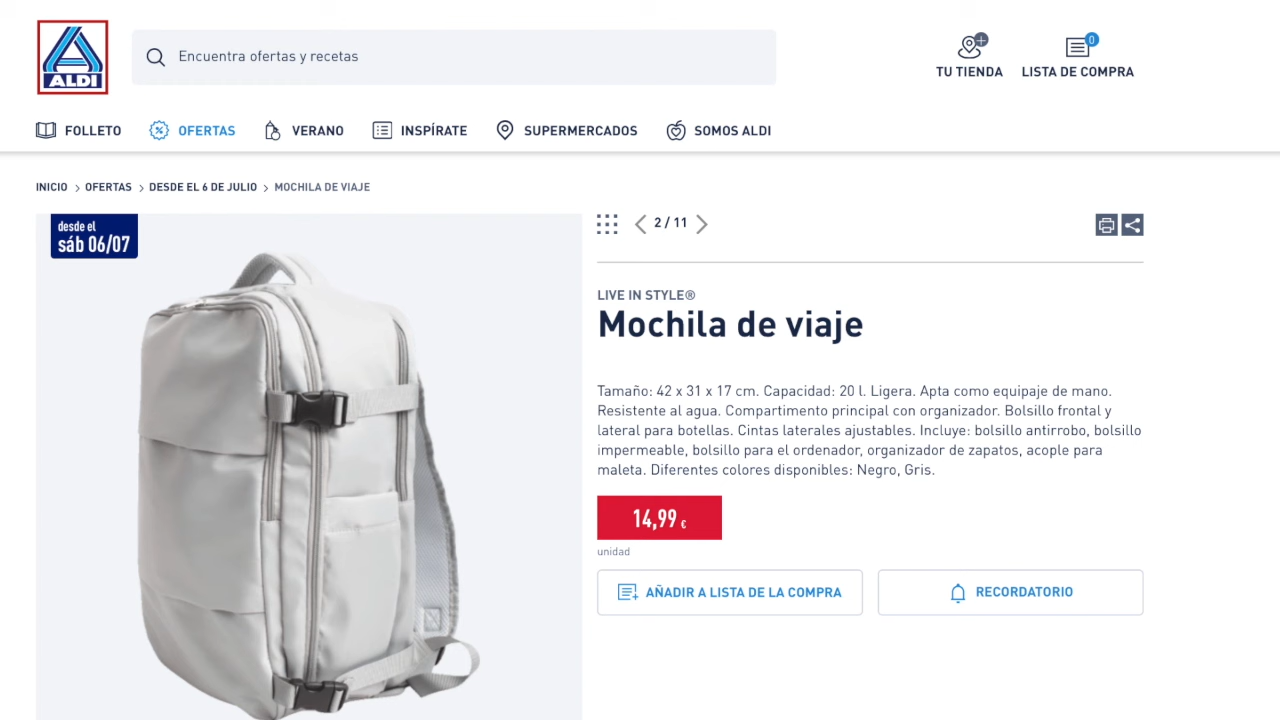 ALDI
Encuentra ofertas y recetas
TU TIENDA
0
LISTA DE COMPRA
FOLLETO
OFERTAS
VERANO
INSPÍRATE
SUPERMERCADOS
SOMOS ALDI
INICIO > OFERTAS > DESDE EL 6 DE JULIO > MOCHILA DE VIAJE
desde el
sáb 06/07
2 / 11
LIVE IN STYLE®
Mochila de viaje
Tamaño: 42 x 31 x 17 cm. Capacidad: 20 l. Ligera. Apta como equipaje de mano.
Resistente al agua. Compartimento principal con organizador. Bolsillo frontal y
lateral para botellas. Cintas laterales ajustables. Incluye: bolsillo antirrobo, bolsillo
impermeable, bolsillo para el ordenador, organizador de zapatos, acople para
maleta. Diferentes colores disponibles: Negro, Gris.
14,99 €
unidad
AÑADIR A LISTA DE LA COMPRA
RECORDATORIO